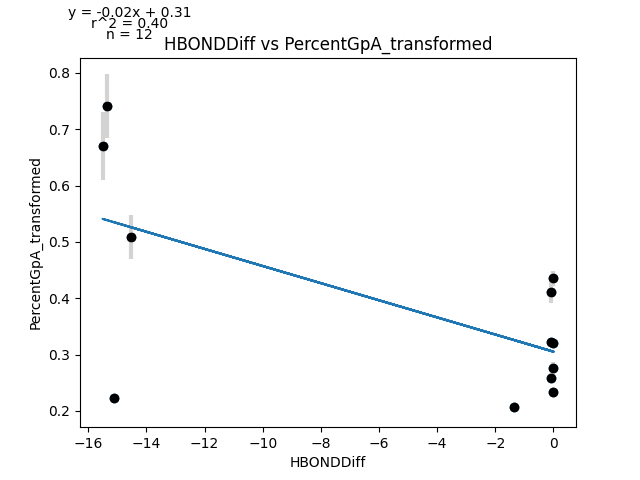 y = -0.02x + 0.31
r^2 = 0.40
n = 12
HBONDDiff vs PercentGpA_transformed
PercentGpA_transformed
0.8
0.7
0.6
0.5
0.4
0.3
0.2
−16
−14
−12
−10
−8
−6
−4
−2
0
HBONDDiff